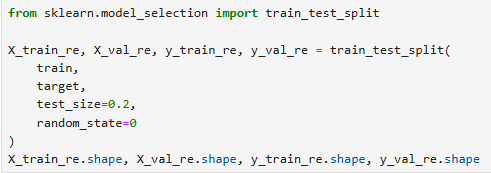 from sklearn.model_selection import train_test_split
X_train_re, X_val_re, y_train_re, y_val_re = train_test_split(
    train,
    target,
    test_size=0.2,
    random_state=0
)
X_train_re.shape, X_val_re.shape, y_train_re.shape, y_val_re.shape